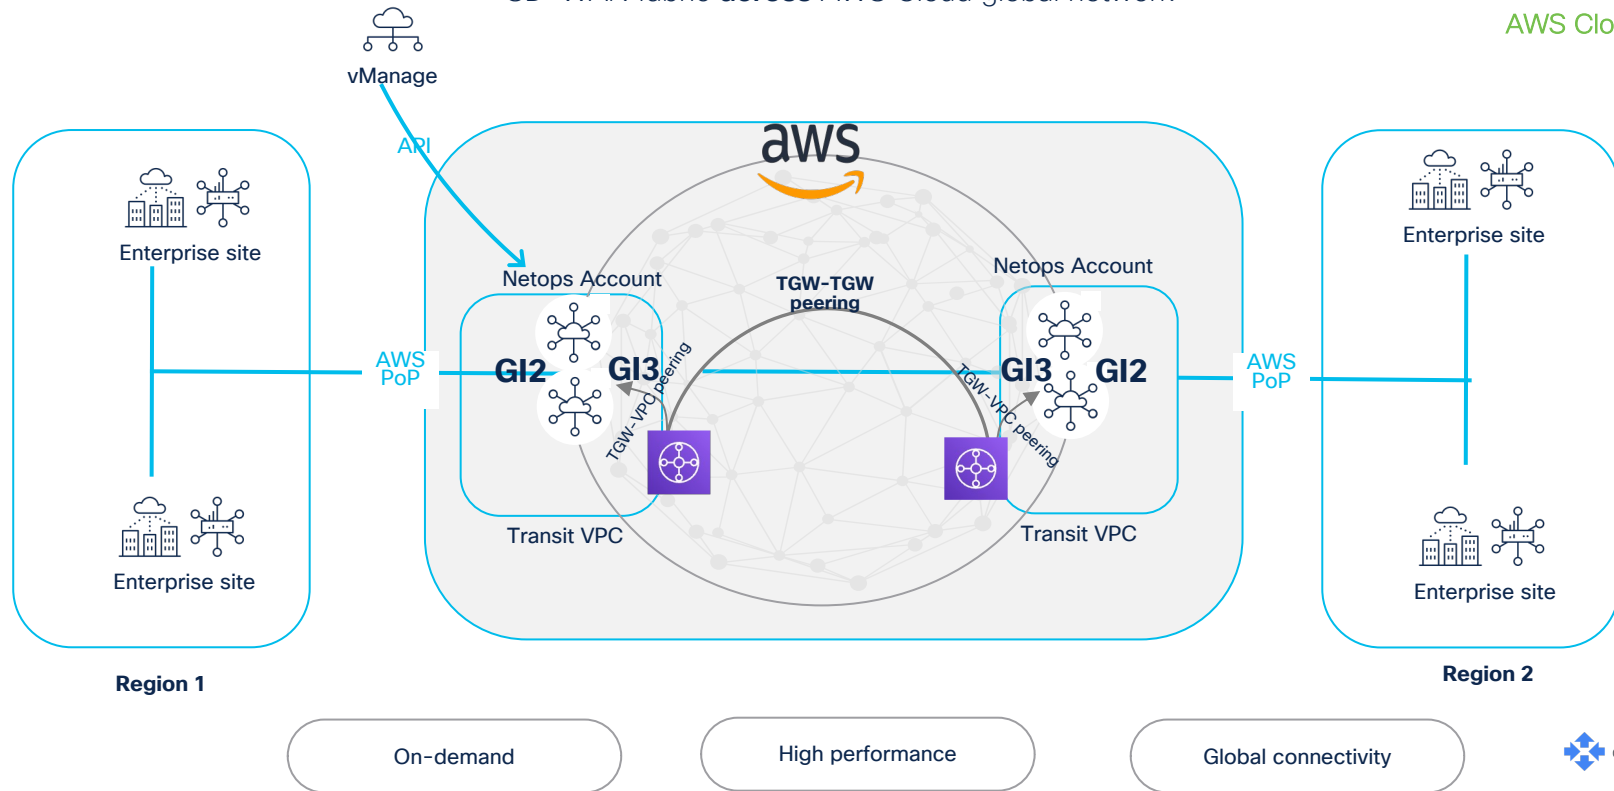 AWS Clo
vManage
API
aws
Enterprise site
Enterprise site
Netops Account
Netops Account
TGW-TGW
peering
AWS
PoP
GI2
GI3
TGW-VPC peering
GI3
GI2
TGW-VPC peering
AWS
PoP
Transit VPC
Transit VPC
Enterprise site
Enterprise site
Region 1
Region 2
On-demand
High performance
Global connectivity